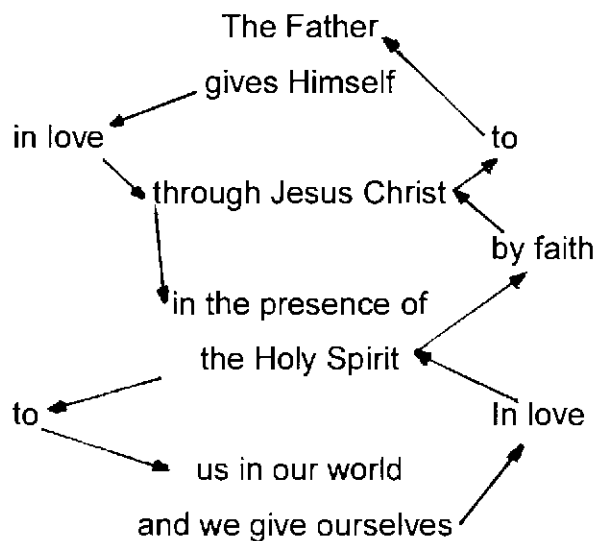 The Father
gives Himself
in love
to
through Jesus Christ
by faith
in the presence of
the Holy Spirit
to
In love
us in our world
and we give ourselves